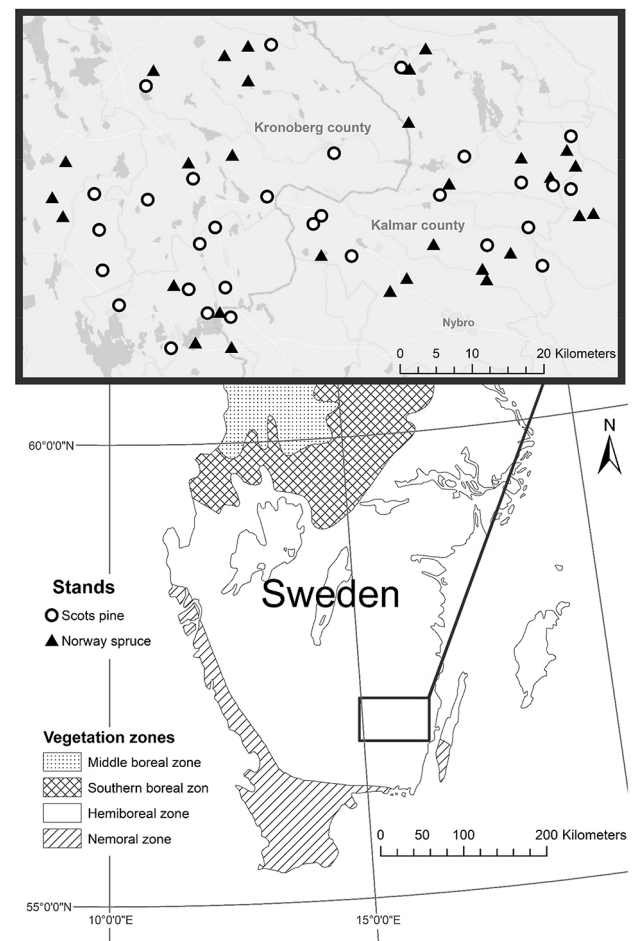 Kronoberg county
Kalmar county
Nybro
0 5 10 20 Kilometers
60°0'0"N
N
Stands
Scots pine
Norway spruce
Sweden
Vegetation zones
Middle boreal zone
Southern boreal zon
Hemiboreal zone
Nemoral zone
0 50 100 200 Kilometers
55°0'0"N
10°0'0"E
15°0'0"E